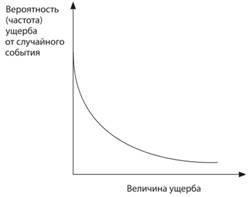 Вероятность
(частота)
ущерба
от случайного
события
Величина ущерба